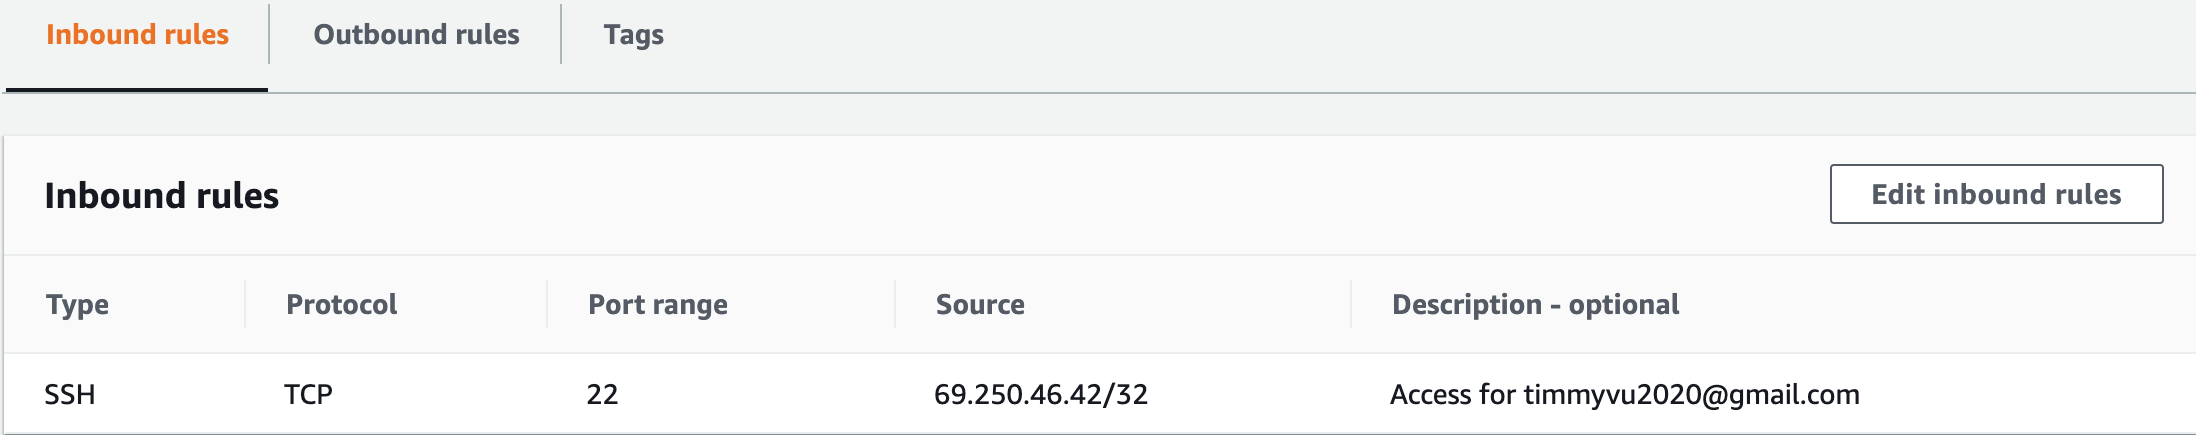 Inbound rules Outbound rules Tags
Inbound rules Edit inbound rules
Type Protocol Port range Source Description - optional
SSH TCP 22 69.250.46.42/32 Access for timmyvu2020@gmail.com